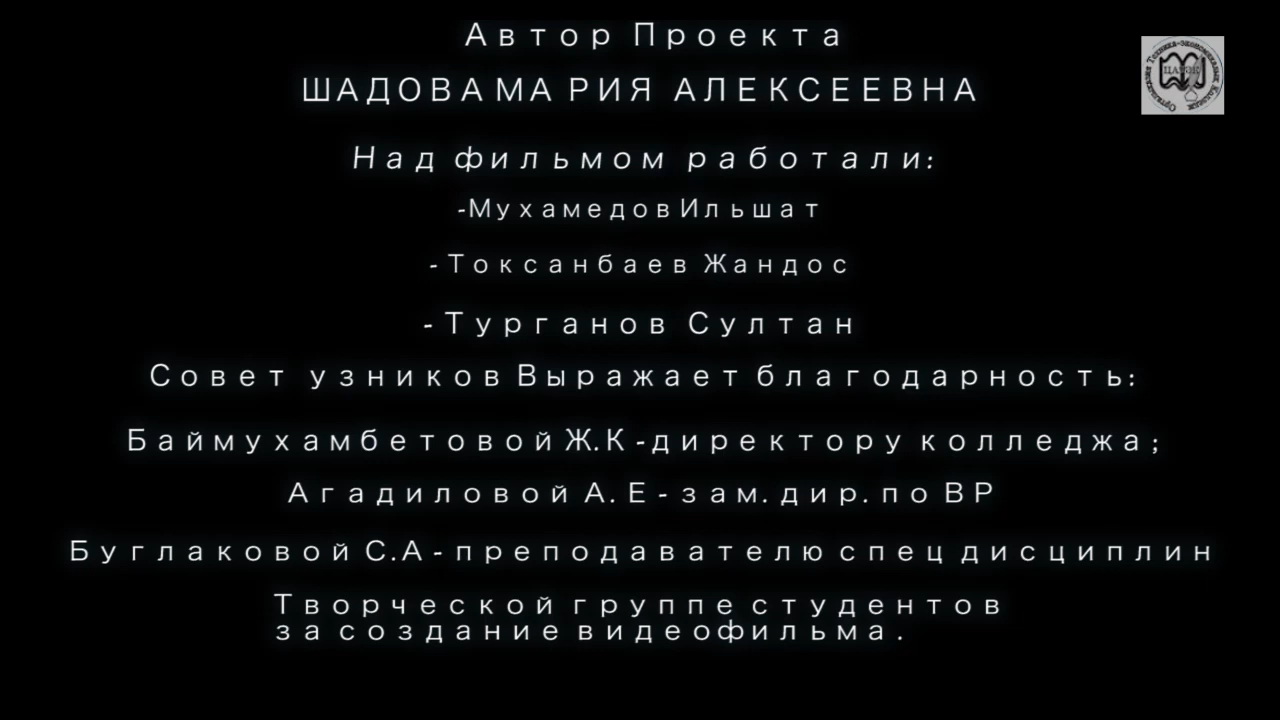 Автор Проекта
ШАДОВА МАРИЯ АЛЕКСЕЕВНА
Над фильмом работали:
-Мухамедов Ильшат
- Токсанбаев Жандос
- Турганов Султан
Совет узников Выражает благодарность:
Баймухамбетовой Ж.К -директору колледжа;
Агадиловой А. Е - зам. дир. по ВР
Буглаковой С.А - преподавателю спец дисциплин
Творческой группе студентов
за создание видеофильма.